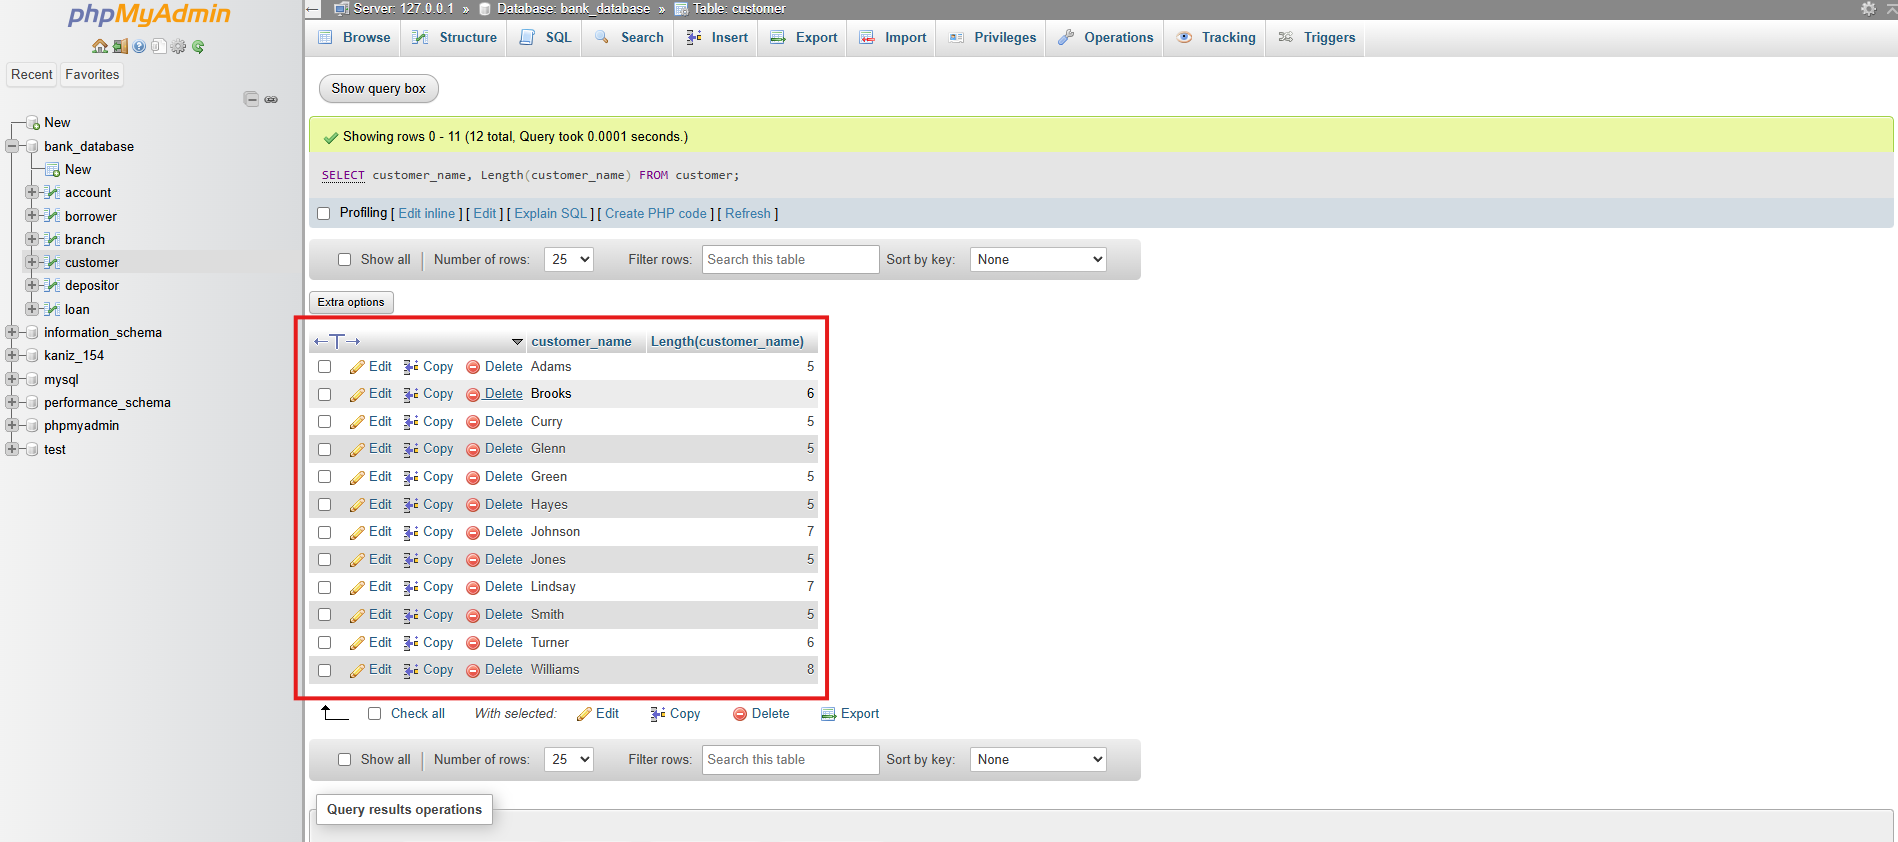 phpMyAdmin
Recent Favorites
New
bank_database
New
account
borrower
branch
customer
depositor
loan
information_schema
kaniz_154
mysql
performance_schema
phpmyadmin
test
Server: 127.0.0.1 » Database: bank_database » Table: customer
Browse Structure SQL Search Insert Export Import Privileges Operations Tracking Triggers
Show query box
Showing rows 0 - 11 (12 total, Query took 0.0001 seconds.)
SELECT customer_name, Length(customer_name) FROM customer;
Profiling [ Edit inline ] [ Edit ] [ Explain SQL ] [ Create PHP code ] [ Refresh ]
Show all Number of rows: 25 Filter rows: Search this table Sort by key: None
Extra options
←T→ customer_name Length(customer_name)
Edit Copy Delete Adams 5
Edit Copy Delete Brooks 6
Edit Copy Delete Curry 5
Edit Copy Delete Glenn 5
Edit Copy Delete Green 5
Edit Copy Delete Hayes 5
Edit Copy Delete Johnson 7
Edit Copy Delete Jones 5
Edit Copy Delete Lindsay 7
Edit Copy Delete Smith 5
Edit Copy Delete Turner 6
Edit Copy Delete Williams 8
Check all With selected: Edit Copy Delete Export
Show all Number of rows: 25 Filter rows: Search this table Sort by key: None
Query results operations